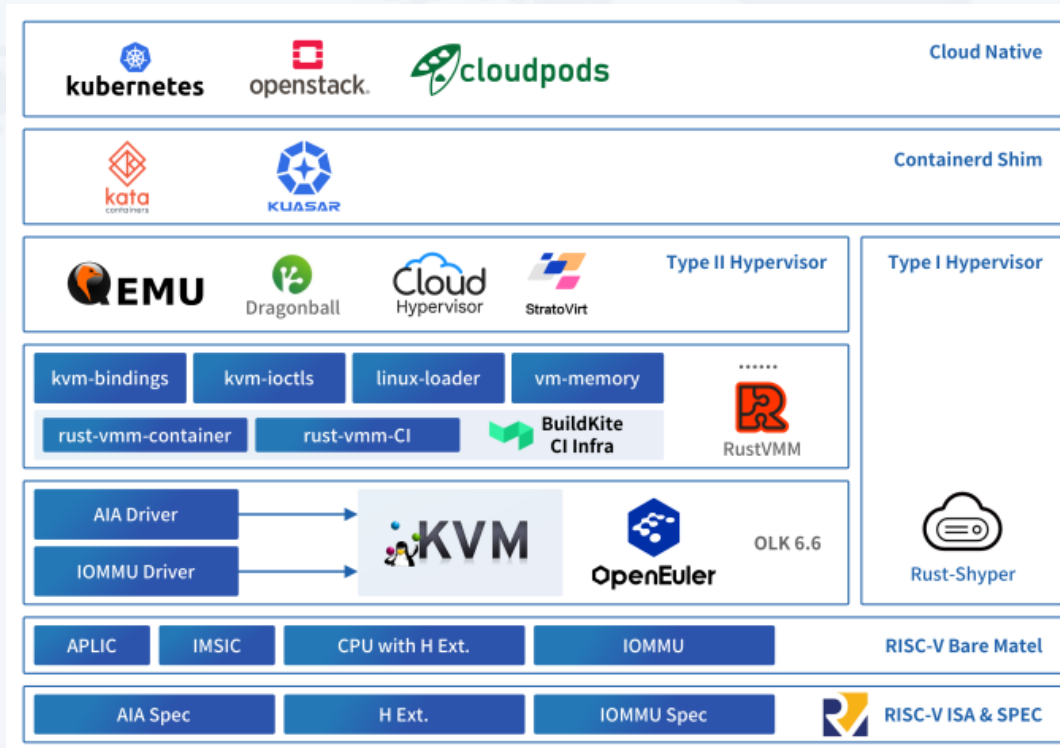 kubernetes
openstack.
cloudpods
Cloud Native
kata
containers
KUASAR
Containerd Shim
QEMU
Dragonball
Cloud
Hypervisor
StratoVirt
Type II Hypervisor
Type I Hypervisor
kvm-bindings
kvm-ioctls
linux-loader
vm-memory
......
rust-vmm-container
rust-vmm-CI
BuildKite
CI Infra
RustVMM
AIA Driver
IOMMU Driver
KVM
OpenEuler
OLK 6.6
Rust-Shyper
APLIC
IMSIC
CPU with H Ext.
IOMMU
RISC-V Bare Matel
AIA Spec
H Ext.
IOMMU Spec
RISC-V ISA & SPEC